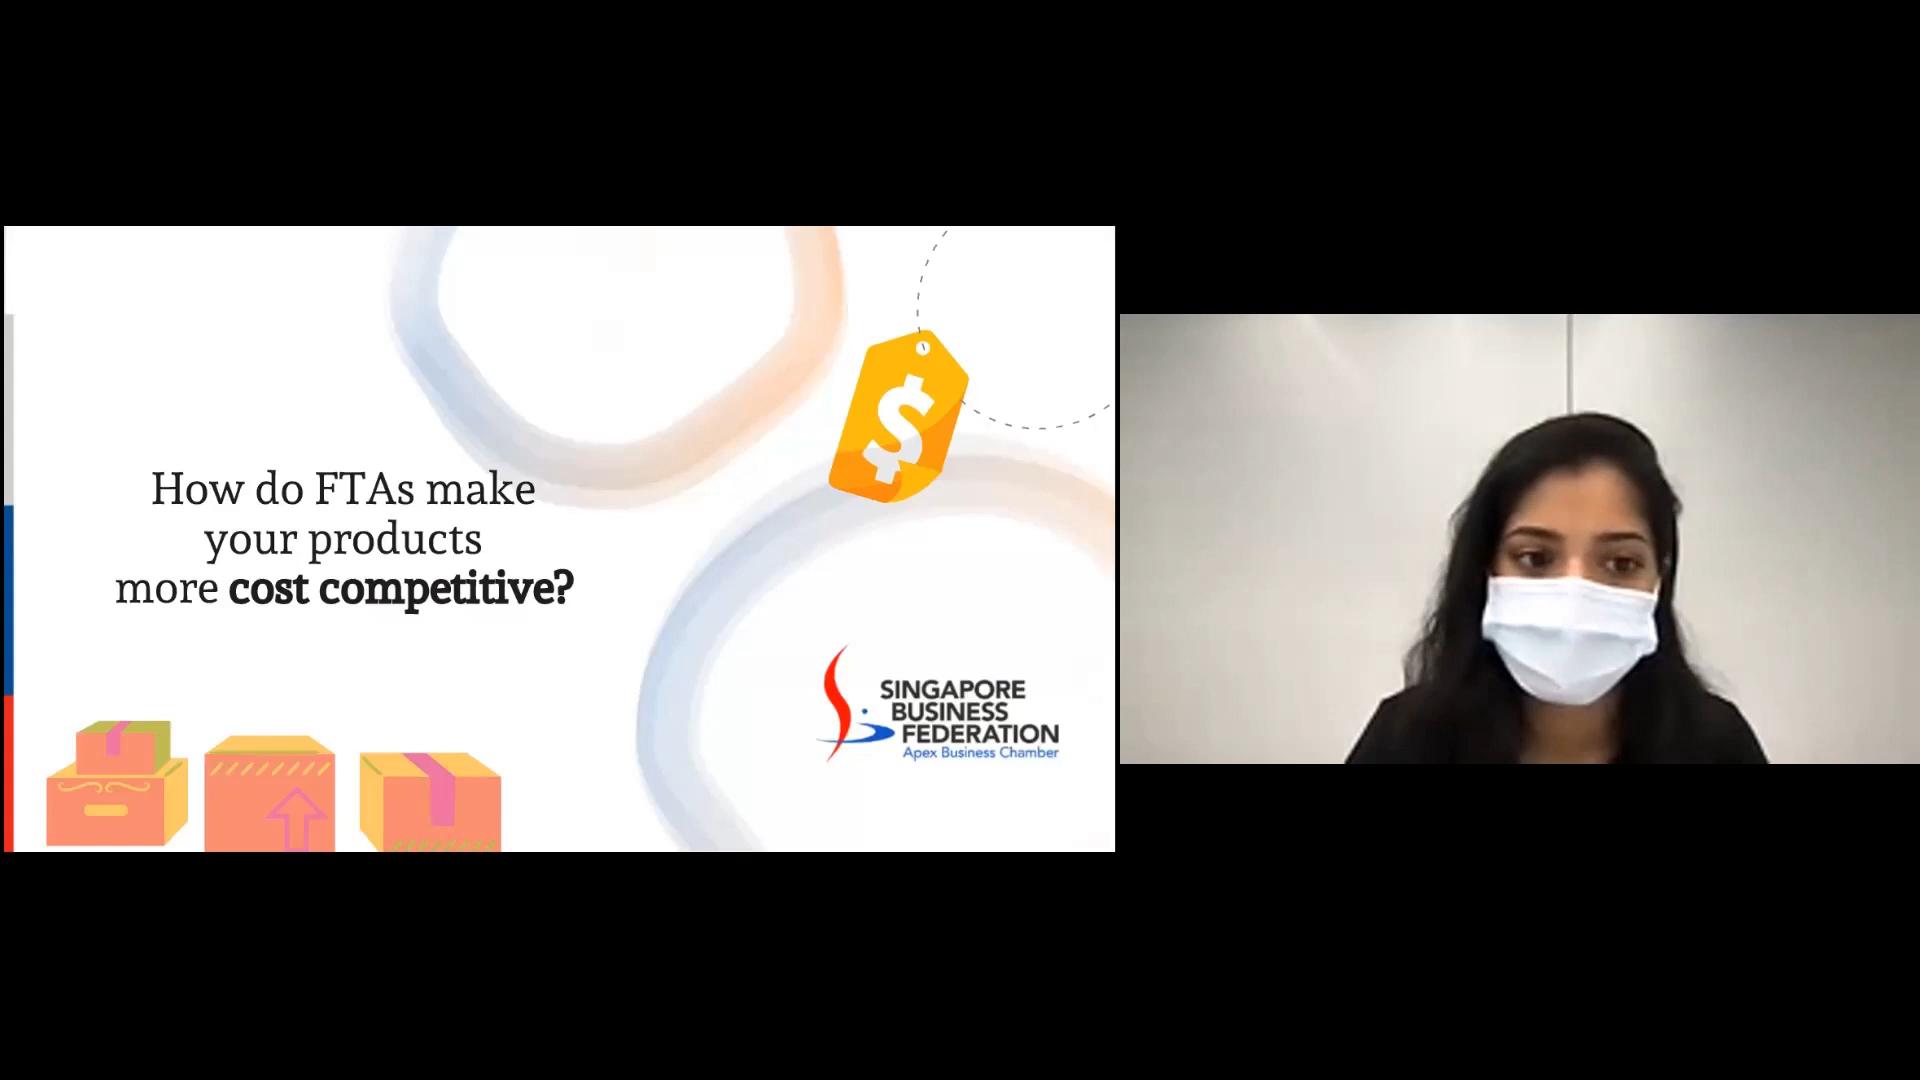 How do FTAs make
your products
more cost competitive?
$
SINGAPORE
BUSINESS
FEDERATION
Apex Business Chamber